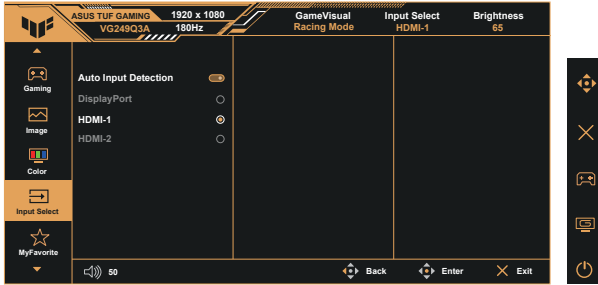 ASUS TUF GAMING 1920 x 1080 GameVisual Input Select Brightness
VG249Q3A 180Hz Racing Mode HDMI-1 65
Gaming
Image
Color
Input Select
MyFavorite
Auto Input Detection
DisplayPort
HDMI-1
HDMI-2
50 Back Enter Exit